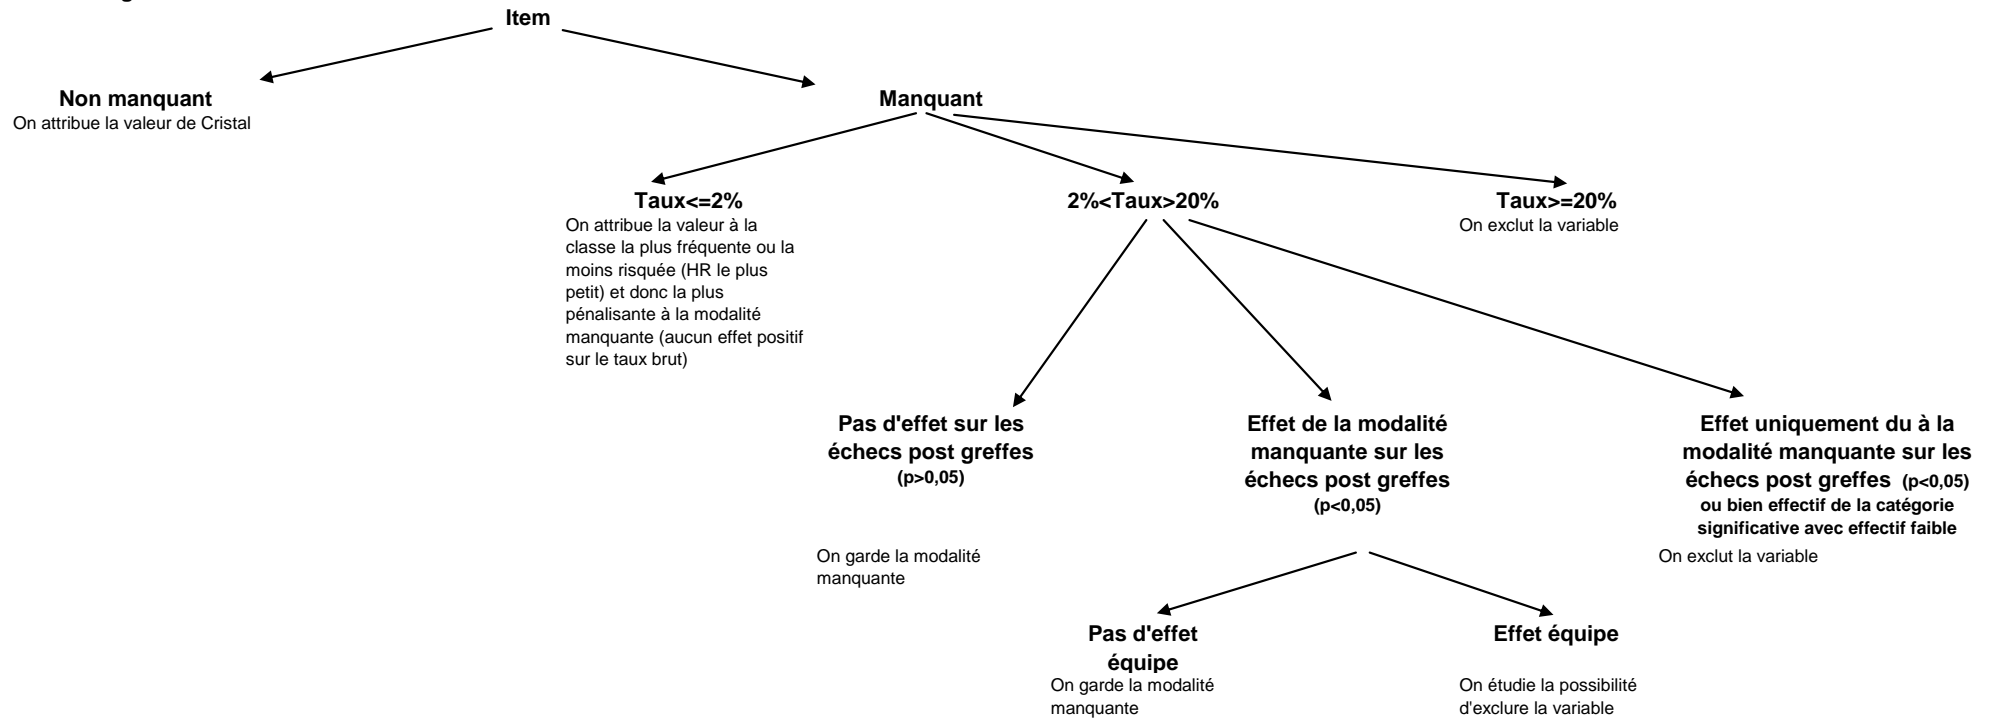 Item
Non manquant
On attribue la valeur de Cristal
Manquant
Taux<=2%
On attribue la valeur à la
classe la plus fréquente ou la
moins risquée (HR le plus
petit) et donc la plus
pénalisante à la modalité
manquante (aucun effet positif
sur le taux brut)
2%<Taux>20%
Taux>=20%
On exclut la variable
Pas d'effet sur les
échecs post greffes
(p>0,05)
On garde la modalité
manquante
Effet de la modalité
manquante sur les
échecs post greffes
(p<0,05)
Effet uniquement du à la
modalité manquante sur les
échecs post greffes (p<0,05)
ou bien effectif de la catégorie
significative avec effectif faible
On exclut la variable
Pas d'effet
équipe
On garde la modalité
manquante
Effet équipe
On étudie la possibilité
d'exclure la variable